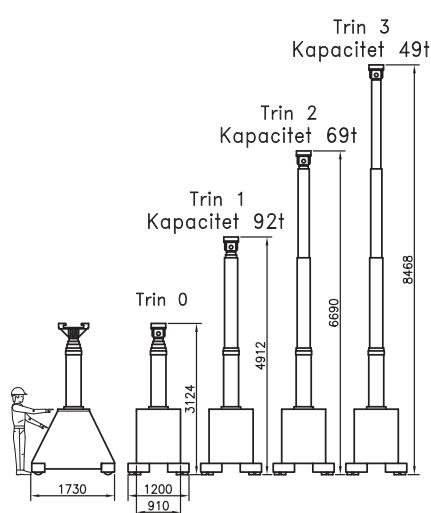 Trin 3
Kapacitet 49t
Trin 2
Kapacitet 69t
Trin 1
Kapacitet 92t
Trin 0
3124
4912
6690
8468
1730
1200
910